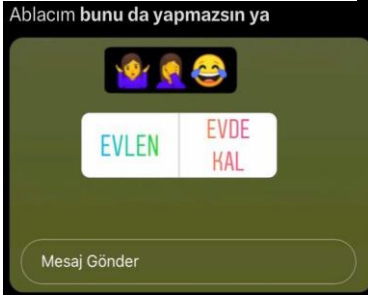 Ablacım bunu da yapmazsın ya
🤷‍♀️ 🤦‍♀️ 😂
EVLEN
EVDE
KAL
Mesaj Gönder